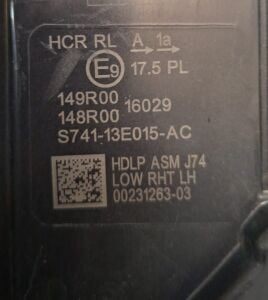 HCR RL A 1a
E9 17.5 PL
149R00
148R00 16029
S741-13E015-AC
HDLP ASM J74
LOW RHT LH
00231263-03